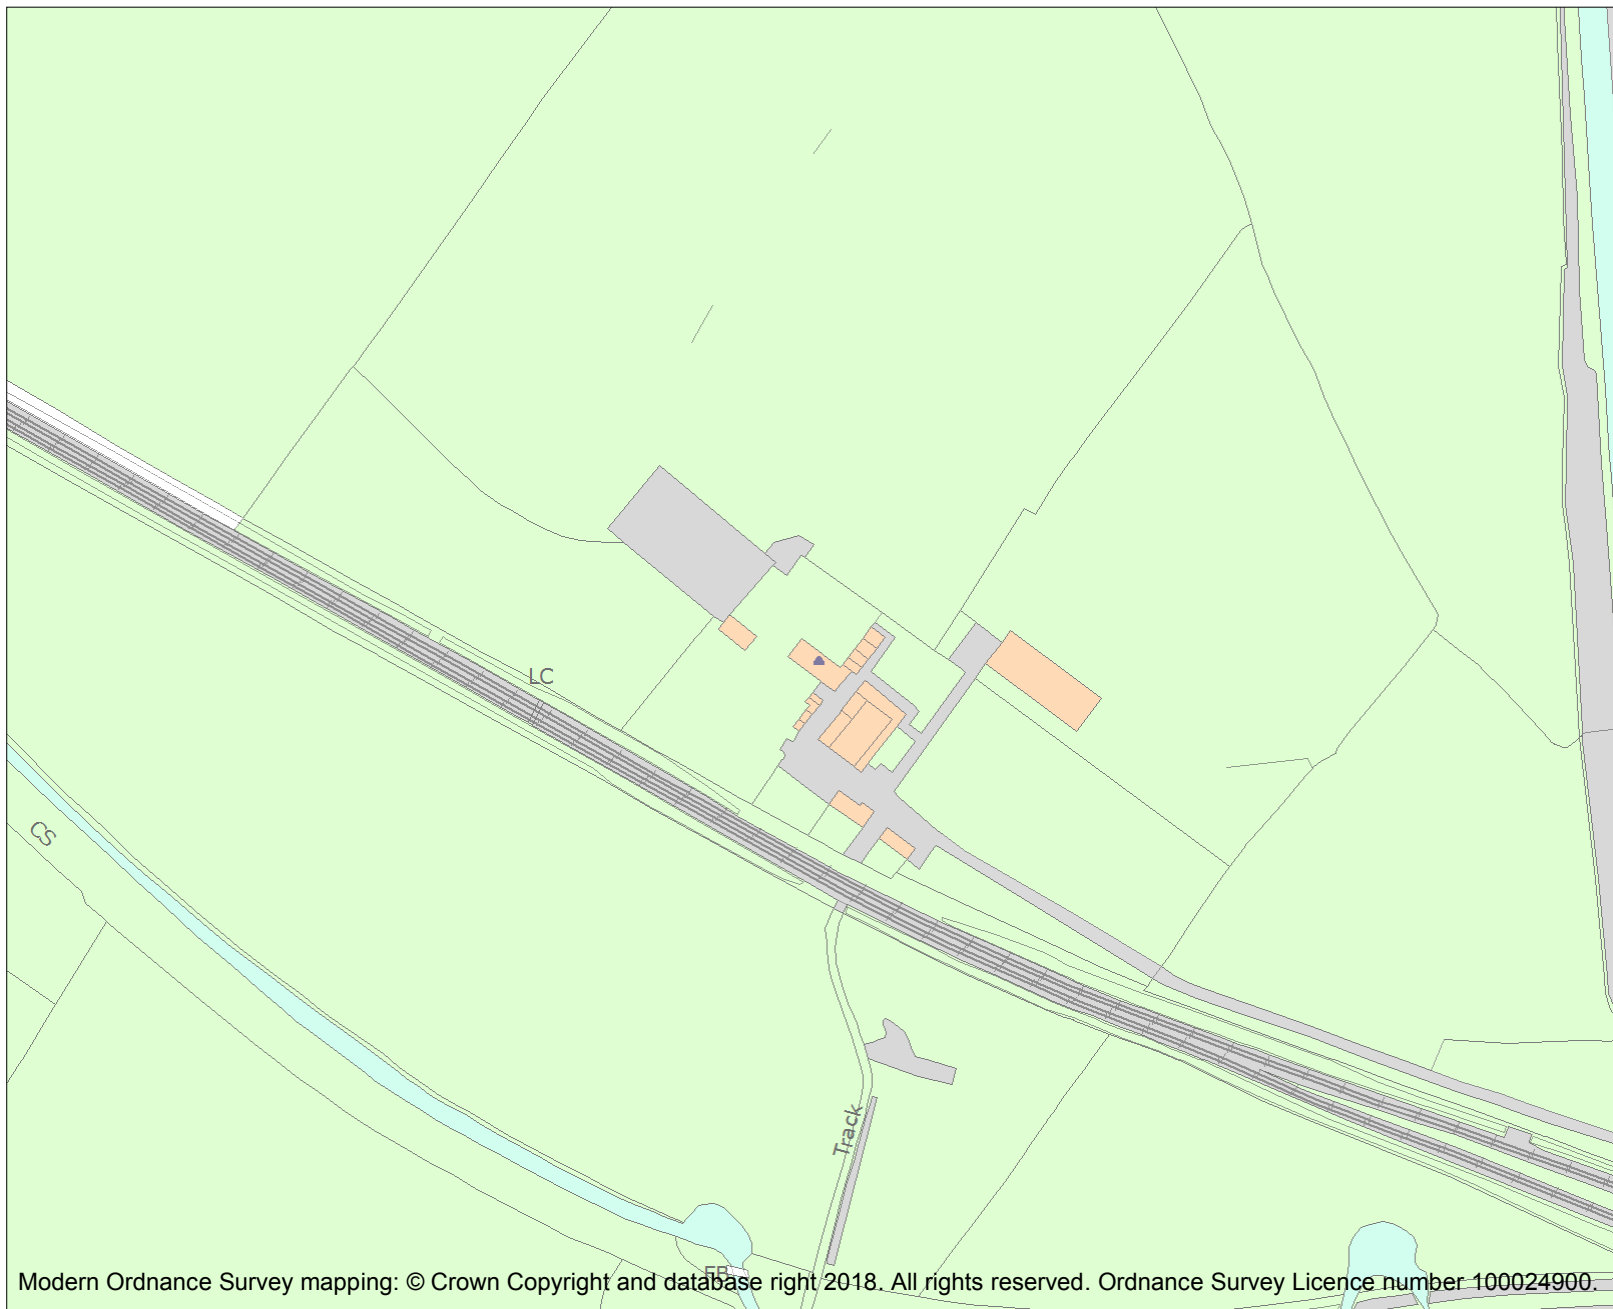 LC
CS
Track
FB
Modern Ordnance Survey mapping: © Crown Copyright and database right 2018. All rights reserved. Ordnance Survey Licence number 100024900.